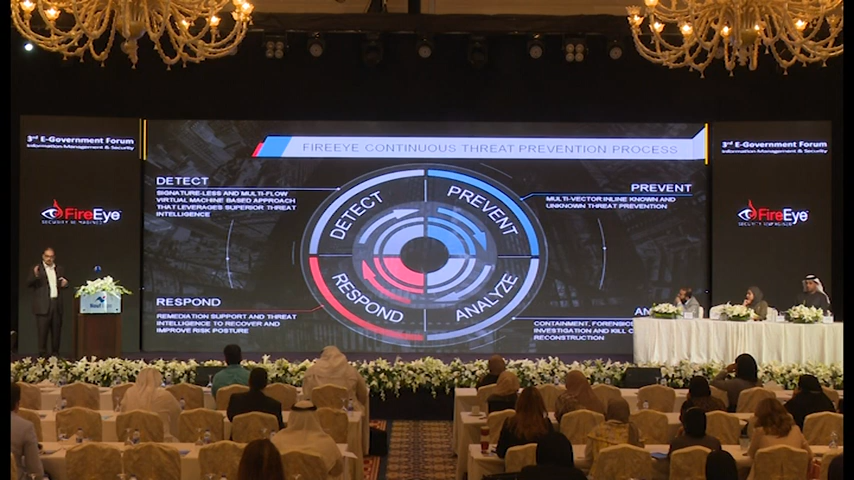 3rd E-Government Forum
Information Management & Security
FireEye
FIREEYE CONTINUOUS THREAT PREVENTION PROCESS
DETECT
SIGNATURE-LESS AND MULTI-FLOW
VIRTUAL MACHINE BASED APPROACH
THAT LEVERAGES SUPERIOR THREAT
INTELLIGENCE
PREVENT
MULTI-VECTOR INLINE KNOWN AND
UNKNOWN THREAT PREVENTION
DETECT
PREVENT
RESPOND
ANALYZE
RESPOND
REMEDIATION SUPPORT AND THREAT
INTELLIGENCE TO RECOVER AND
IMPROVE RISK POSTURE
AN
CONTAINMENT, FORENSIC
INVESTIGATION AND KILL C
RECONSTRUCTION
3rd E-Government Forum
Information Management & Security
FireEye